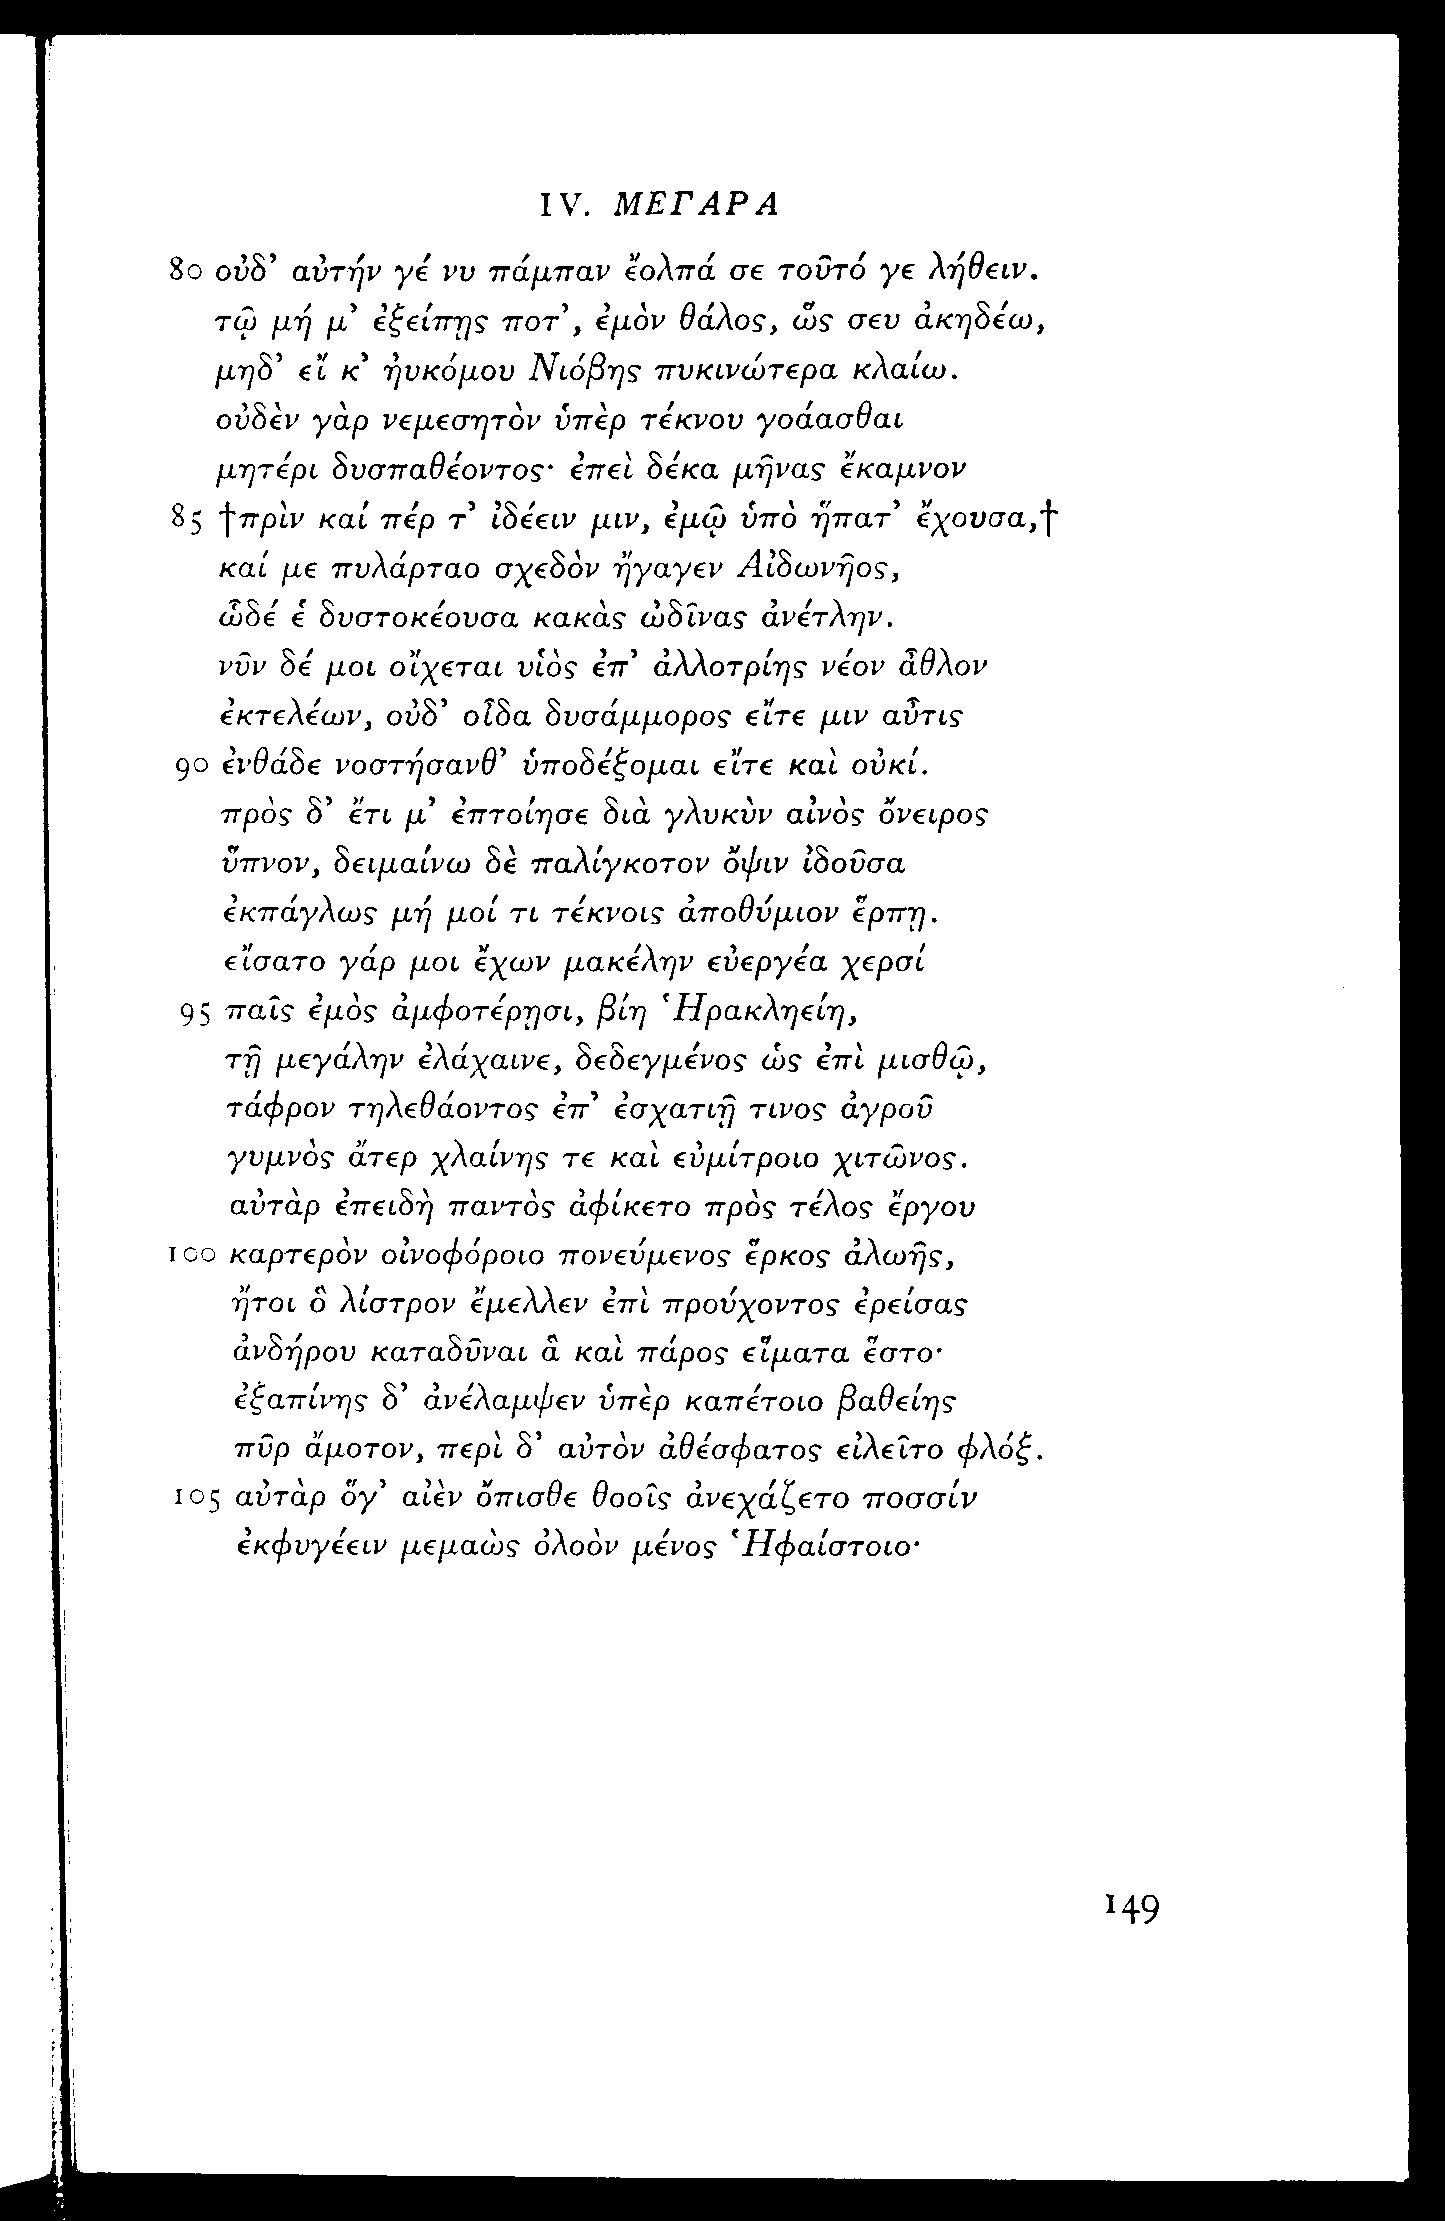 IV. ΜΕΓΑΡΑ
80 οὐδ’ αὐτήν γέ νυ πάμπαν ἔολπά σε τοῦτό γε λήθειν.
τῷ μή μ’ ἐξείπῃς ποτ’, ἐμὸν θάλος, ὥς σευ ἀκηδέω,
μηδ’ εἴ κ’ ἠυκόμου Νιόβης πυκινώτερα κλαίω.
οὐδὲν γὰρ νεμεσητὸν ὑπὲρ τέκνου γοάασθαι
μητέρι δυσπαθέοντος· ἐπεὶ δέκα μῆνας ἔκαμνον
85 †πρὶν καί πέρ τ’ ἰδέειν μιν, ἐμῷ ὑπὸ ἥπατ’ ἔχουσα,†
καί με πυλάρταο σχεδὸν ἤγαγεν Αἰδωνῆος,
ὧδέ ἑ δυστοκέουσα κακὰς ὠδῖνας ἀνέτλην.
νῦν δέ μοι οἴχεται υἱὸς ἐπ’ ἀλλοτρίης νέον ἆθλον
ἐκτελέων, οὐδ’ οἶδα δυσάμμορος εἴτε μιν αὖτις
90 ἐνθάδε νοστήσανθ’ ὑποδέξομαι εἴτε καὶ οὐκί.
πρὸς δ’ ἔτι μ’ ἐπτοίησε διὰ γλυκὺν αἰνὸς ὄνειρος
ὕπνον, δειμαίνω δὲ παλίγκοτον ὄψιν ἰδοῦσα
ἐκπάγλως μή μοί τι τέκνοις ἀποθύμιον ἕρπῃ.
εἴσατο γάρ μοι ἔχων μακέλην εὐεργέα χερσί
95 παῖς ἐμὸς ἀμφοτέρῃσι, βίη Ἡρακληείη,
τῇ μεγάλην ἐλάχαινε, δεδεγμένος ὡς ἐπὶ μισθῷ,
τάφρον τηλεθάοντος ἐπ’ ἐσχατιῇ τινος ἀγροῦ
γυμνὸς ἄτερ χλαίνης τε καὶ εὐμίτροιο χιτῶνος.
αὐτὰρ ἐπειδὴ παντὸς ἀφίκετο πρὸς τέλος ἔργου
100 καρτερὸν οἰνοφόροιο πονεύμενος ἕρκος ἀλωῆς,
ἤτοι ὃ λίστρον ἔμελλεν ἐπὶ προύχοντος ἐρείσας
ἀνδήρου καταδῦναι ἃ καὶ πάρος εἵματα ἕστο·
ἐξαπίνης δ’ ἀνέλαμψεν ὑπὲρ καπέτοιο βαθείης
πῦρ ἄμοτον, περὶ δ’ αὐτὸν ἀθέσφατος εἰλεῖτο φλόξ.
105 αὐτὰρ ὅγ’ αἰὲν ὄπισθε θοοῖς ἀνεχάζετο ποσσίν
ἐκφυγέειν μεμαὼς ὀλοὸν μένος Ἡφαίστοιο·
149